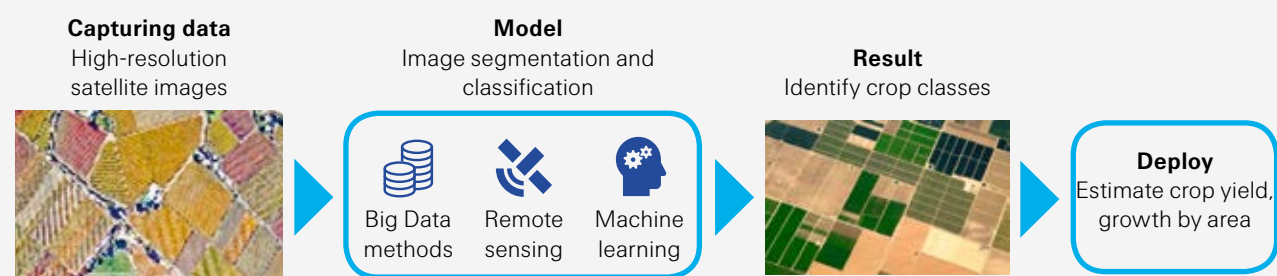 Capturing data
High-resolution
satellite images
Model
Image segmentation and
classification
Big Data
methods
Remote
sensing
Machine
learning
Result
Identify crop classes
Deploy
Estimate crop yield,
growth by area